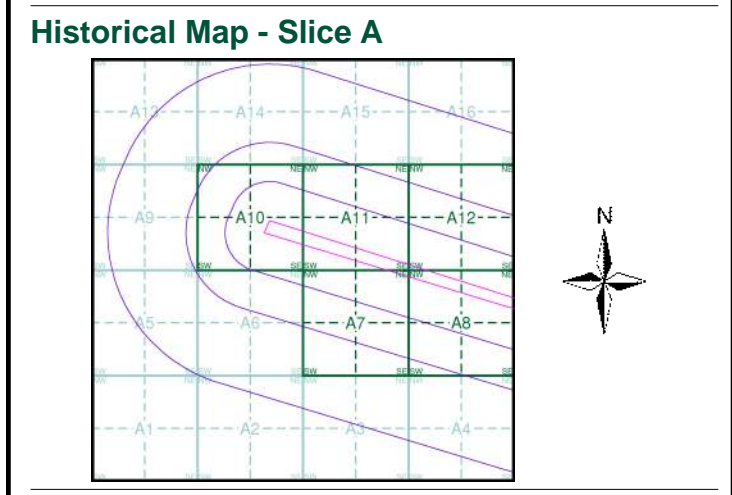 Historical Map - Slice A
A13 A14 A15 A16
N
A9 A10 A11 A12
A5 A6 A7 A8
A1 A2 A3 A4